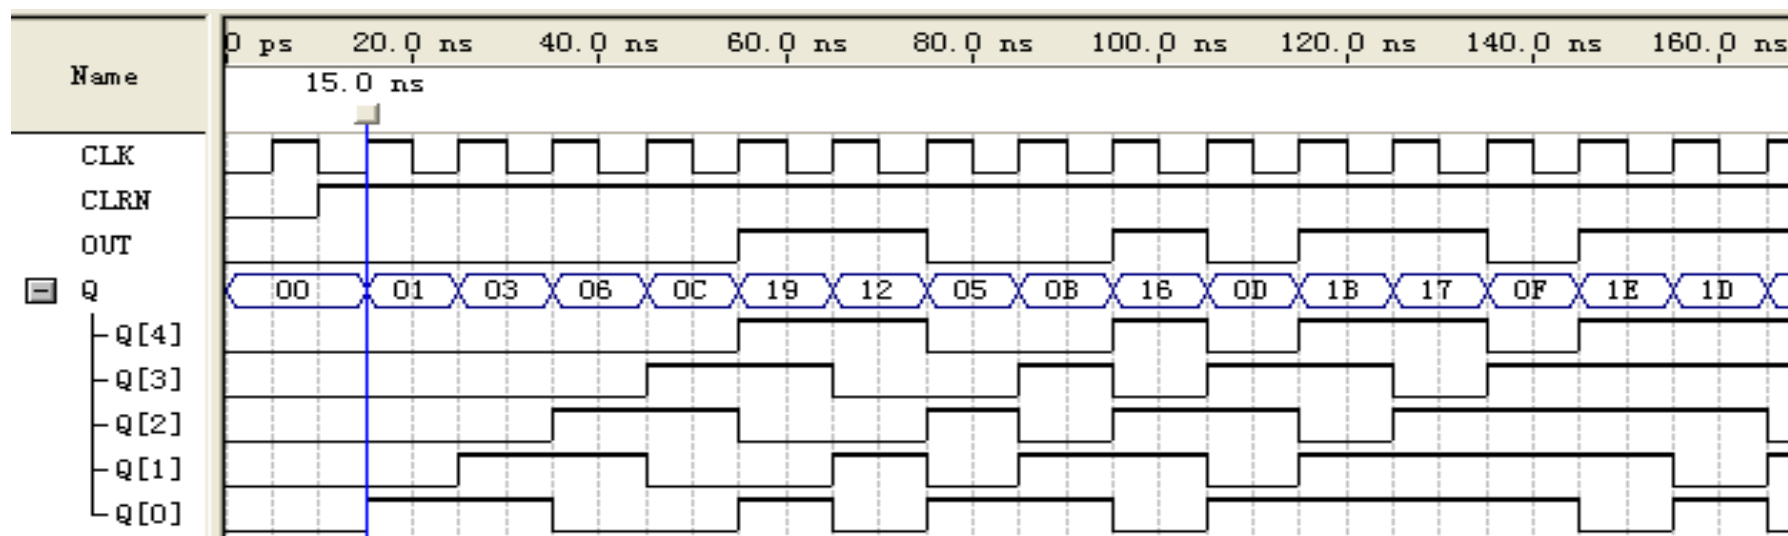 0 ps 20.0 ns 40.0 ns 60.0 ns 80.0 ns 100.0 ns 120.0 ns 140.0 ns 160.0 ns
Name
15.0 ns
CLK
CLRN
OUT
Q 00 01 03 06 0C 19 12 05 0B 16 0D 1B 17 0F 1E 1D
Q[4]
Q[3]
Q[2]
Q[1]
Q[0]